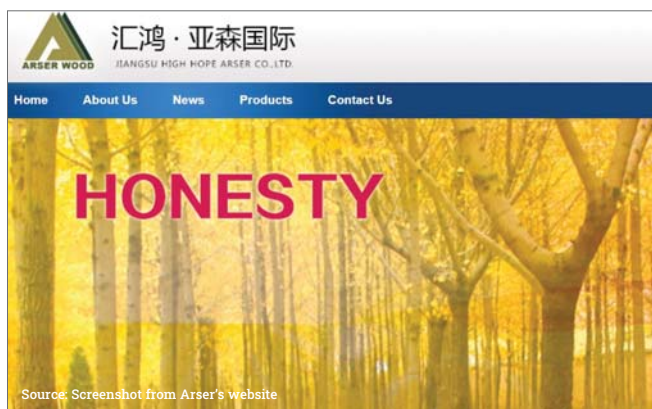 汇鸿·亚森国际
ARSER WOOD
JIANGSU HIGH HOPE ARSER CO.,LTD.
Home About Us News Products Contact Us
HONESTY
Source: Screenshot from Arser's website